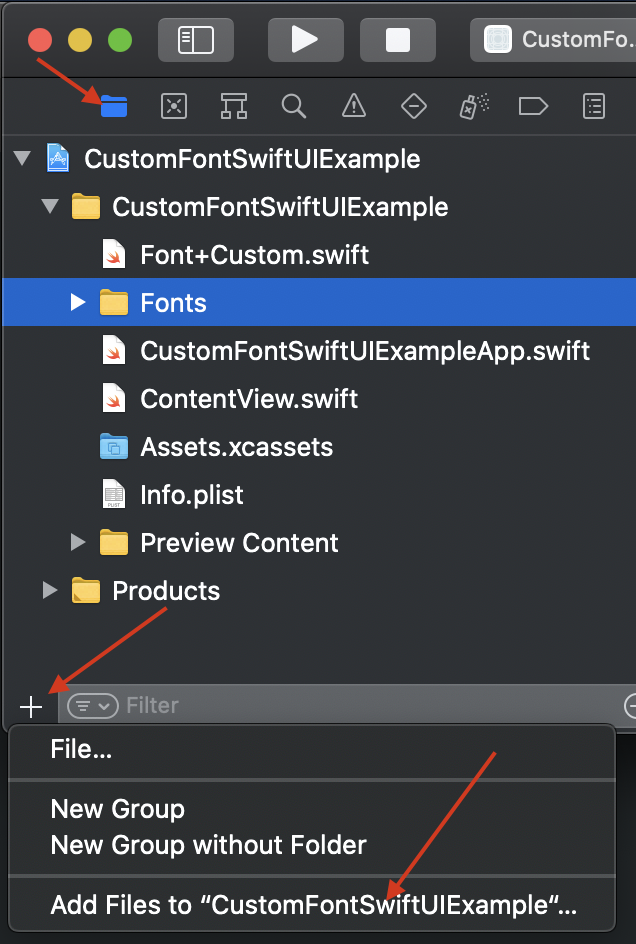 CustomFo...
CustomFontSwiftUIExample
CustomFontSwiftUIExample
Font+Custom.swift
Fonts
CustomFontSwiftUIExampleApp.swift
ContentView.swift
Assets.xcassets
PLIST
Info.plist
Preview Content
Products
Filter
File...
New Group
New Group without Folder
Add Files to “CustomFontSwiftUIExample“...